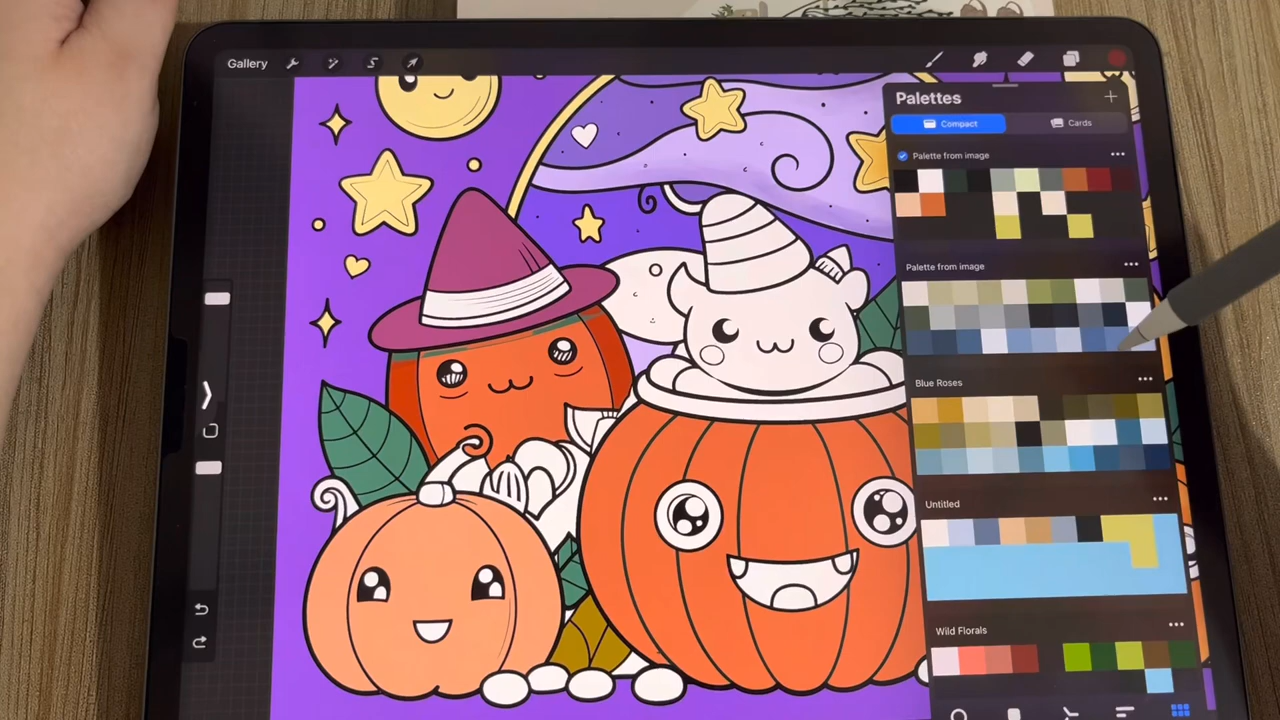 Gallery
Palettes
Compact
Cards
Palette from image
Palette from image
Blue Roses
Untitled
Wild Florals